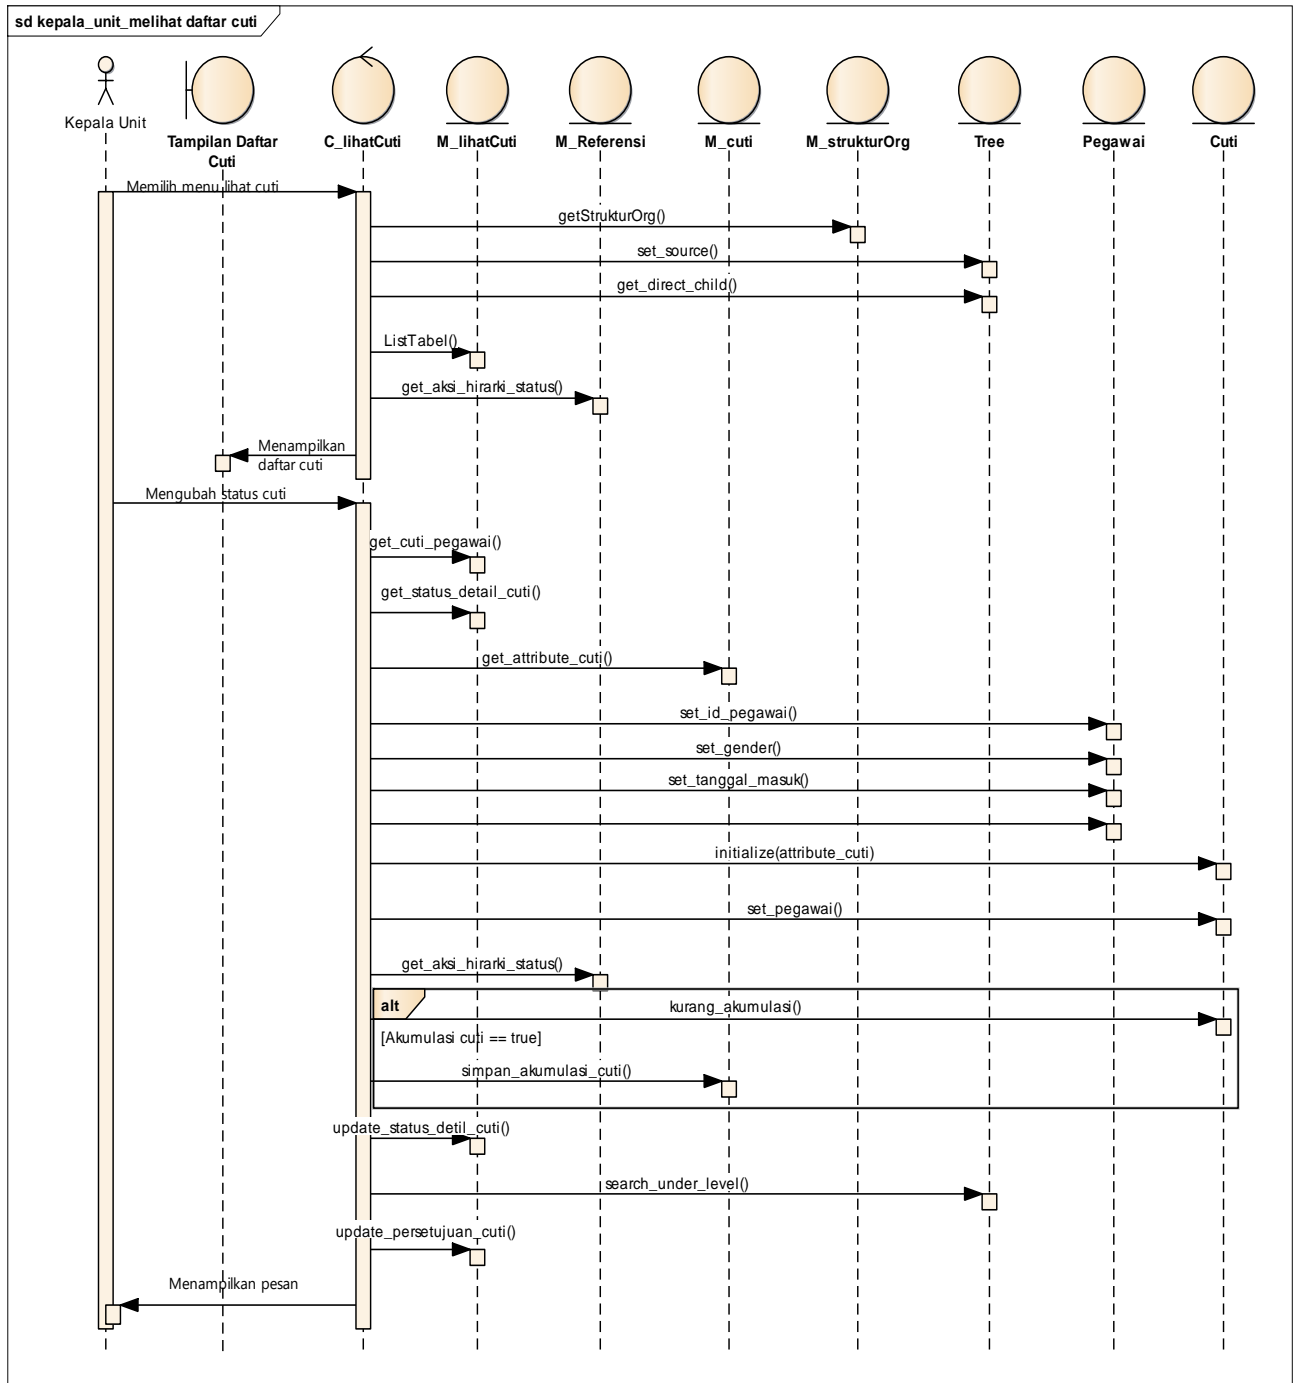 sd kepala_unit_melihat daftar cuti
Kepala Unit
Tampilan Daftar
Cuti
C_lihatCuti
M_lihatCuti
M_Referensi
M_cuti
M_strukturOrg
Tree
Pegawai
Cuti
Memilih menu lihat cuti
getStrukturOrg()
set_source()
get_direct_child()
ListTabel()
get_aksi_hirarki_status()
Menampilkan
daftar cuti
Mengubah status cuti
get_cuti_pegawai()
get_status_detail_cuti()
get_attribute_cuti()
set_id_pegawai()
set_gender()
set_tanggal_masuk()
initialize(attribute_cuti)
set_pegawai()
get_aksi_hirarki_status()
alt
kurang_akumulasi()
[Akumulasi cuti == true]
simpan_akumulasi_cuti()
update_status_detil_cuti()
search_under_level()
update_persetujuan_cuti()
Menampilkan pesan